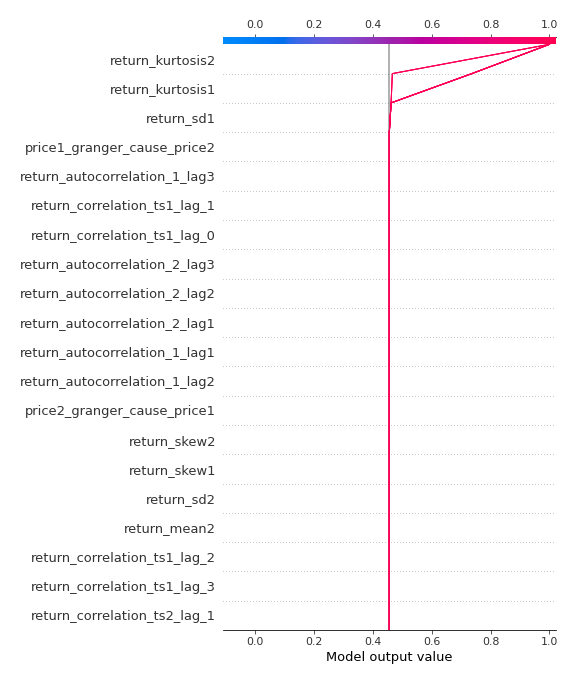 0.0 0.2 0.4 0.6 0.8 1.0
return_kurtosis2
return_kurtosis1
return_sd1
price1_granger_cause_price2
return_autocorrelation_1_lag3
return_correlation_ts1_lag_1
return_correlation_ts1_lag_0
return_autocorrelation_2_lag3
return_autocorrelation_2_lag2
return_autocorrelation_2_lag1
return_autocorrelation_1_lag1
return_autocorrelation_1_lag2
price2_granger_cause_price1
return_skew2
return_skew1
return_sd2
return_mean2
return_correlation_ts1_lag_2
return_correlation_ts1_lag_3
return_correlation_ts2_lag_1
0.0 0.2 0.4 0.6 0.8 1.0
Model output value